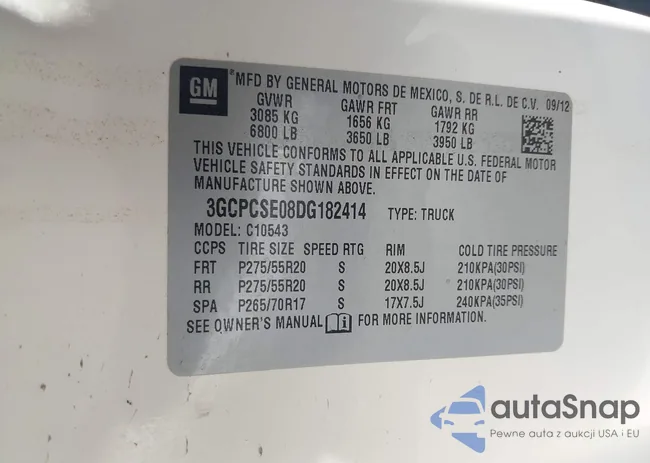 GM
*MFD BY GENERAL MOTORS DE MEXICO, S. DE R.L. DE C.V. 09/12
GVWR GAWR FRT GAWR RR
3085 KG 1656 KG 1792 KG
6800 LB 3650 LB 3950 LB
THIS VEHICLE CONFORMS TO ALL APPLICABLE U.S. FEDERAL MOTOR
VEHICLE SAFETY STANDARDS IN EFFECT ON THE DATE OF
MANUFACTURE SHOWN ABOVE.
3GCPCSE08DG182414 TYPE: TRUCK
MODEL: C10543
CCPS TIRE SIZE SPEED RTG RIM COLD TIRE PRESSURE
FRT P275/55R20 S 20X8.5J 210KPA(30PSI)
RR P275/55R20 S 20X8.5J 210KPA(30PSI)
SPA P265/70R17 S 17X7.5J 240KPA(35PSI)
SEE OWNER'S MANUAL FOR MORE INFORMATION.
autaSnap
Pewne auta z aukcji USA i EU